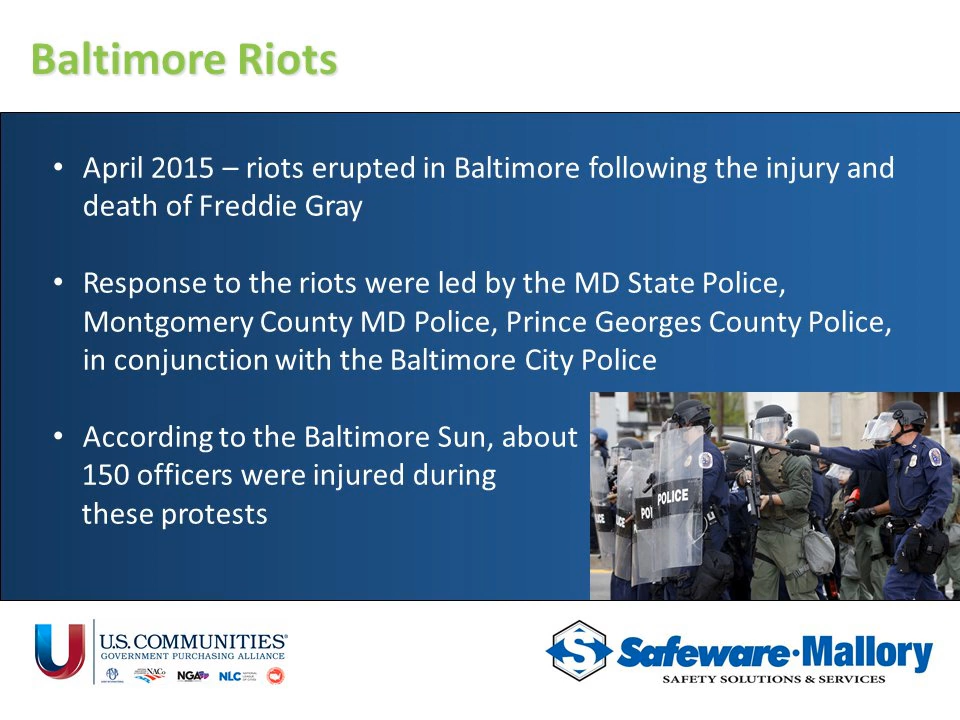 Baltimore Riots
• April 2015 – riots erupted in Baltimore following the injury and
death of Freddie Gray
• Response to the riots were led by the MD State Police,
Montgomery County MD Police, Prince Georges County Police,
in conjunction with the Baltimore City Police
• According to the Baltimore Sun, about
150 officers were injured during
these protests
POLICE
U.S. COMMUNITIES®
GOVERNMENT PURCHASING ALLIANCE
NACo NGA NLC
S Safeware·Mallory
SAFETY SOLUTIONS & SERVICES